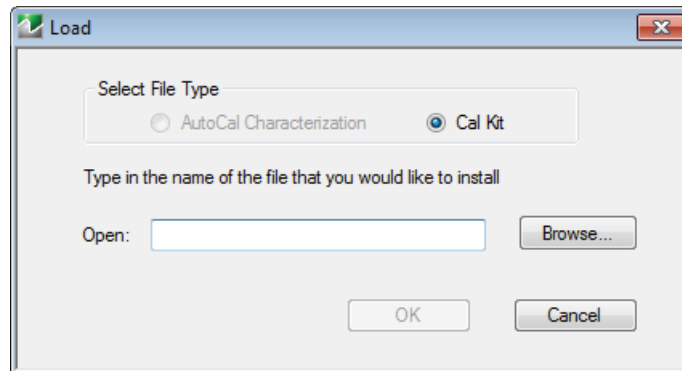 Load
Select File Type
AutoCal Characterization Cal Kit
Type in the name of the file that you would like to install
Open: Browse...
OK Cancel